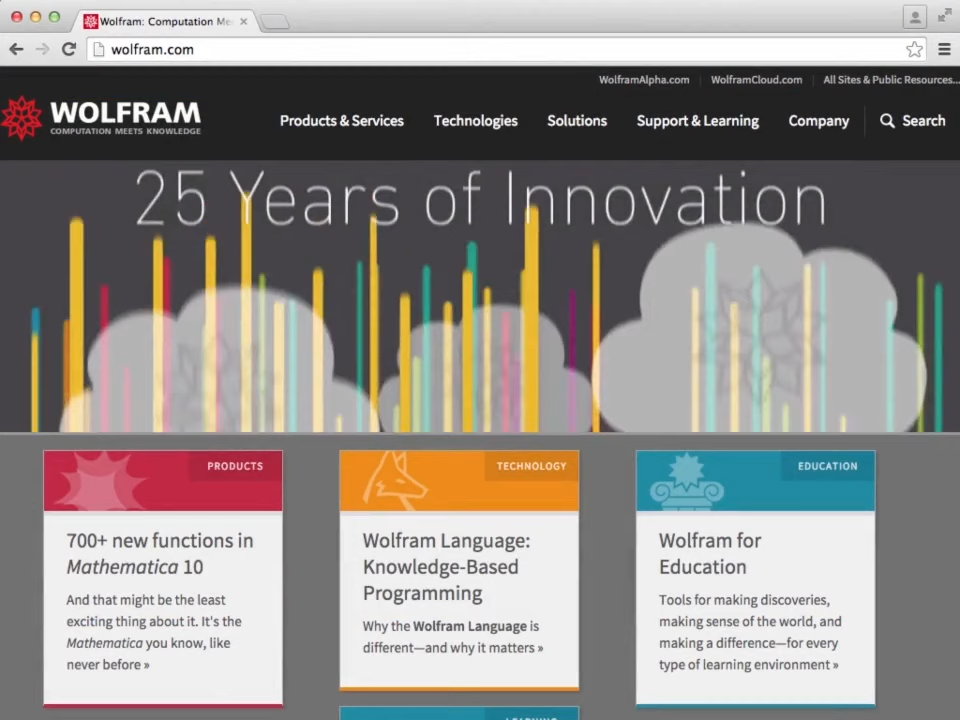 Wolfram: Computation Me
wolfram.com
WolframAlpha.com WolframCloud.com All Sites & Public Resources...
WOLFRAM
COMPUTATION MEETS KNOWLEDGE
Products & Services Technologies Solutions Support & Learning Company Search
25 Years of Innovation
PRODUCTS
700+ new functions in
Mathematica 10
And that might be the least
exciting thing about it. It's the
Mathematica you know, like
never before »
TECHNOLOGY
Wolfram Language:
Knowledge-Based
Programming
Why the Wolfram Language is
different—and why it matters »
EDUCATION
Wolfram for
Education
Tools for making discoveries,
making sense of the world, and
making a difference—for every
type of learning environment »